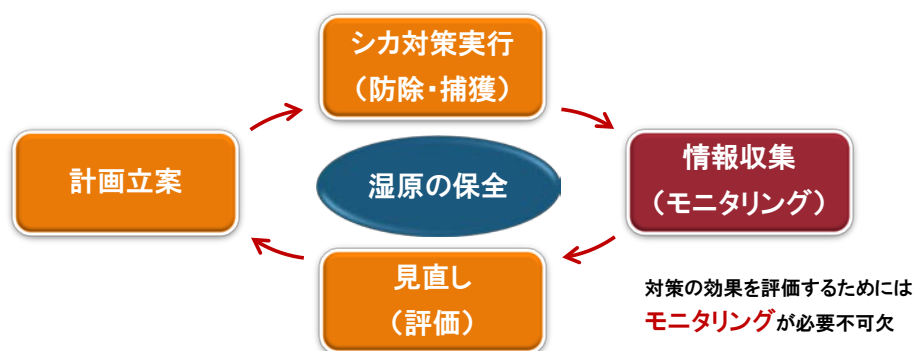 シカ対策実行
（防除・捕獲）
計画立案
湿原の保全
情報収集
（モニタリング）
見直し
（評価）
対策の効果を評価するためには
モニタリングが必要不可欠